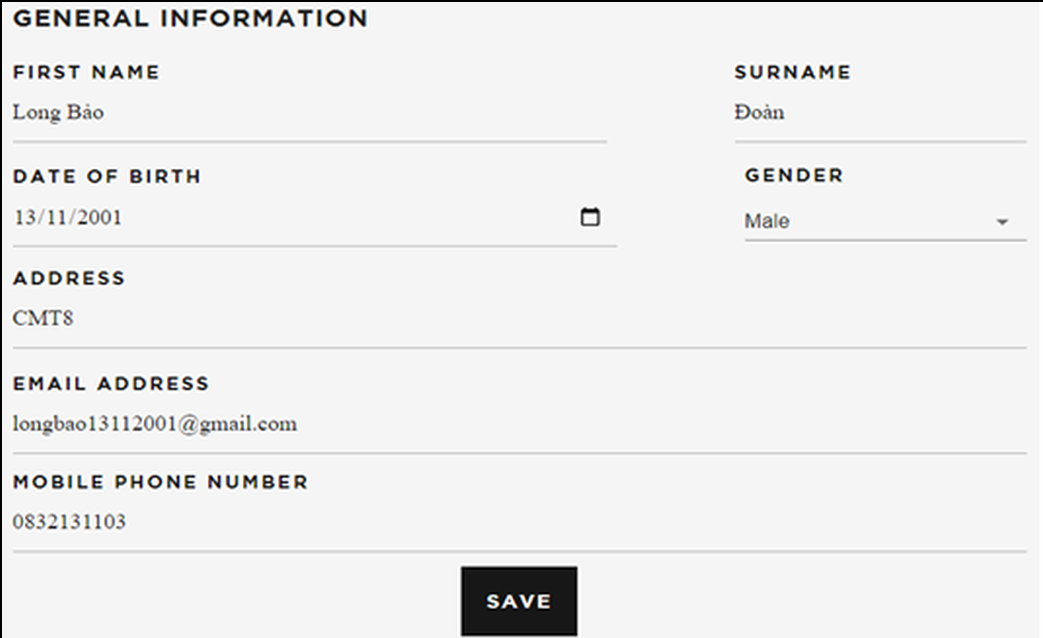 GENERAL INFORMATION
FIRST NAME SURNAME
Long Bảo Đoàn
DATE OF BIRTH GENDER
13/11/2001 Male
ADDRESS
CMT8
EMAIL ADDRESS
longbao13112001@gmail.com
MOBILE PHONE NUMBER
0832131103
SAVE